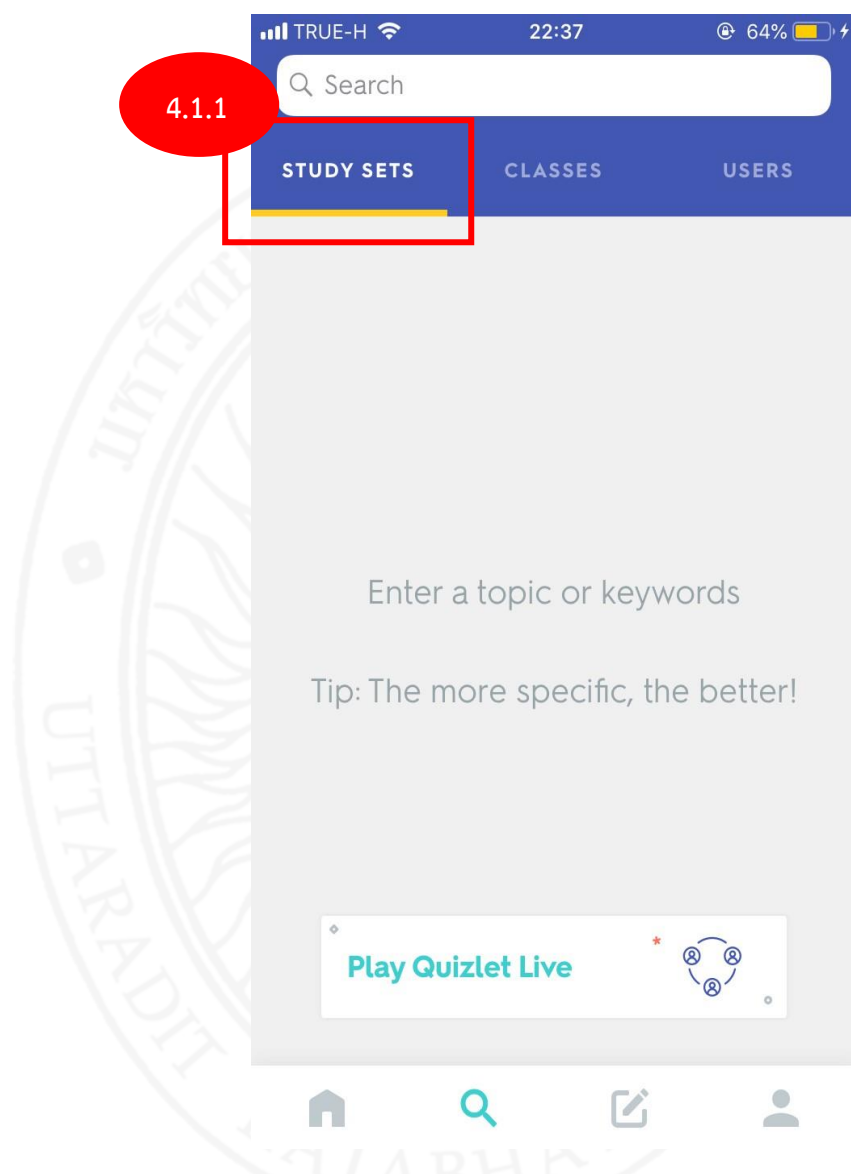 TRUE-H 22:37 64%
Search
4.1.1
STUDY SETS CLASSES USERS
Enter a topic or keywords
Tip: The more specific, the better!
Play Quizlet Live
UTTARADIT